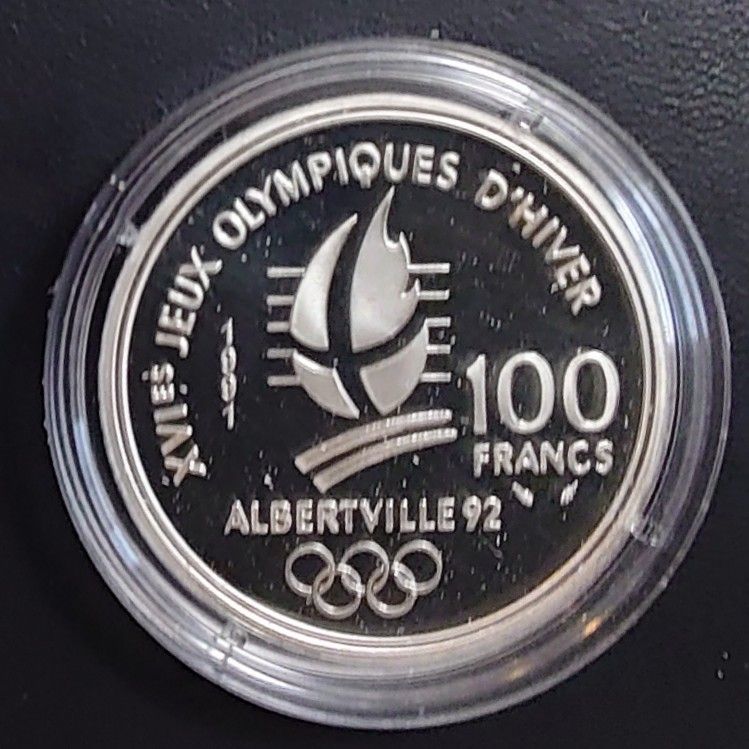 XVIES JEUX OLYMPIQUES D'HIVER
1991
100
FRANCS
ALBERTVILLE 92